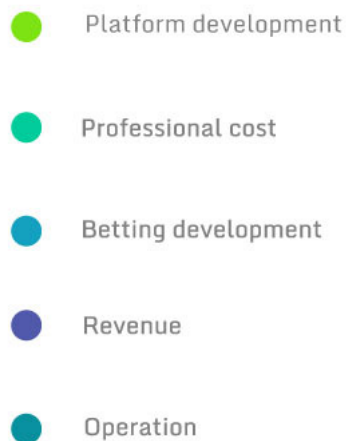 Platform development
Professional cost
Betting development
Revenue
Operation